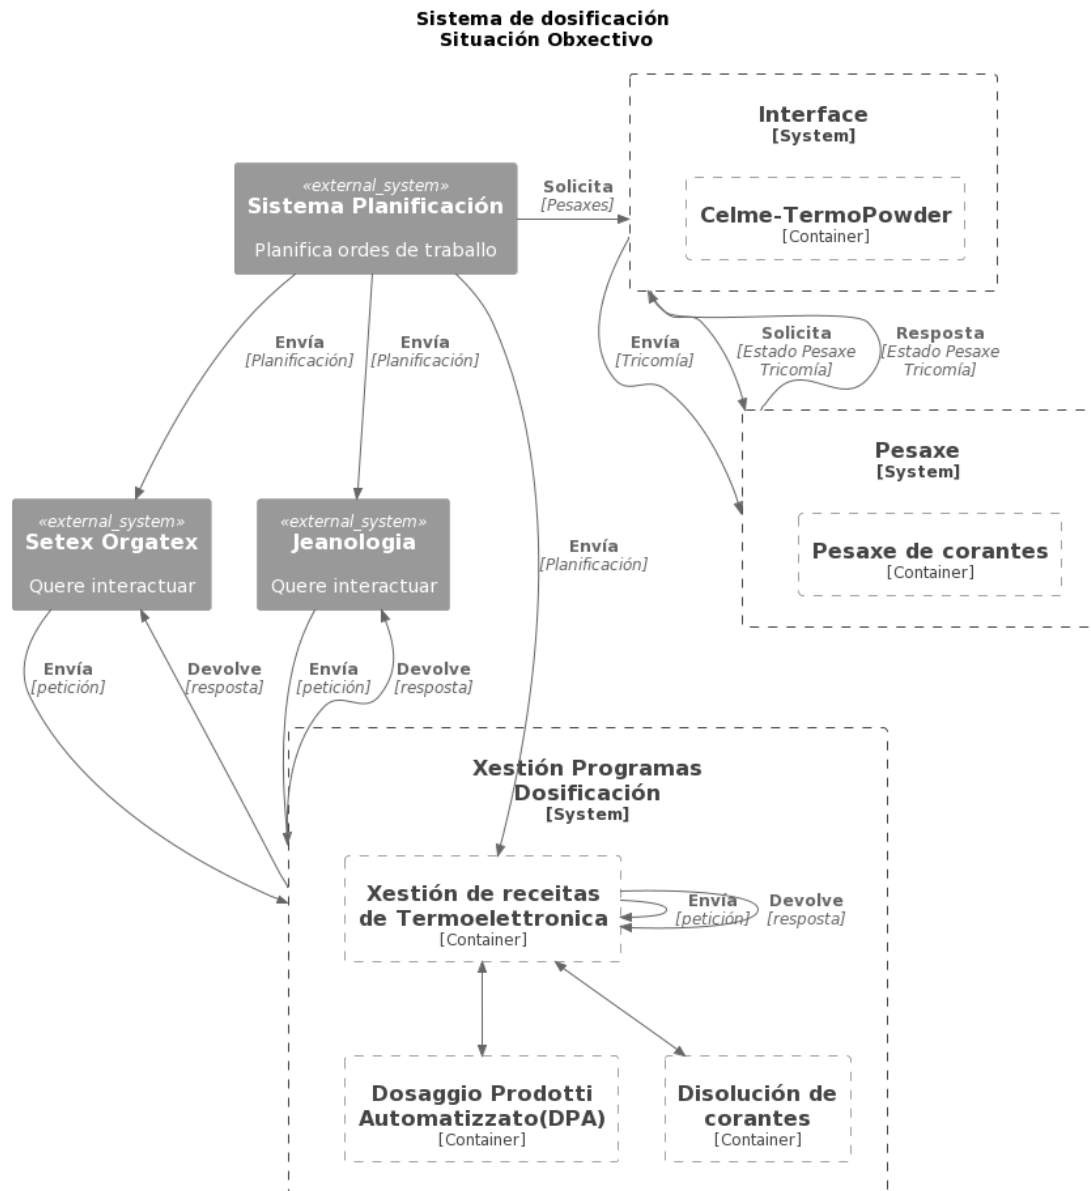 Sistema de dosificación
Situación Obxectivo
Interface
[System]
«external_system»
Sistema Planificación
Planifica ordes de traballo
Solicita
[Pesaxes]
Celme-TermoPowder
[Container]
Envía
[Planificación]
Envía
[Planificación]
Envía
[Tricomía]
Solicita
[Estado Pesaxe
Tricomía]
Resposta
[Estado Pesaxe
Tricomía]
Pesaxe
[System]
«external_system»
Setex Orgatex
Quere interactuar
«external_system»
Jeanologia
Quere interactuar
Envía
[Planificación]
Pesaxe de corantes
[Container]
Envía
[petición]
Devolve
[resposta]
Envía
[petición]
Devolve
[resposta]
Xestión Programas
Dosificación
[System]
Xestión de receitas
de Termoelettronica
[Container]
Envía
[petición]
Devolve
[resposta]
Dosaggio Prodotti
Automatizzato(DPA)
[Container]
Disolución de
corantes
[Container]